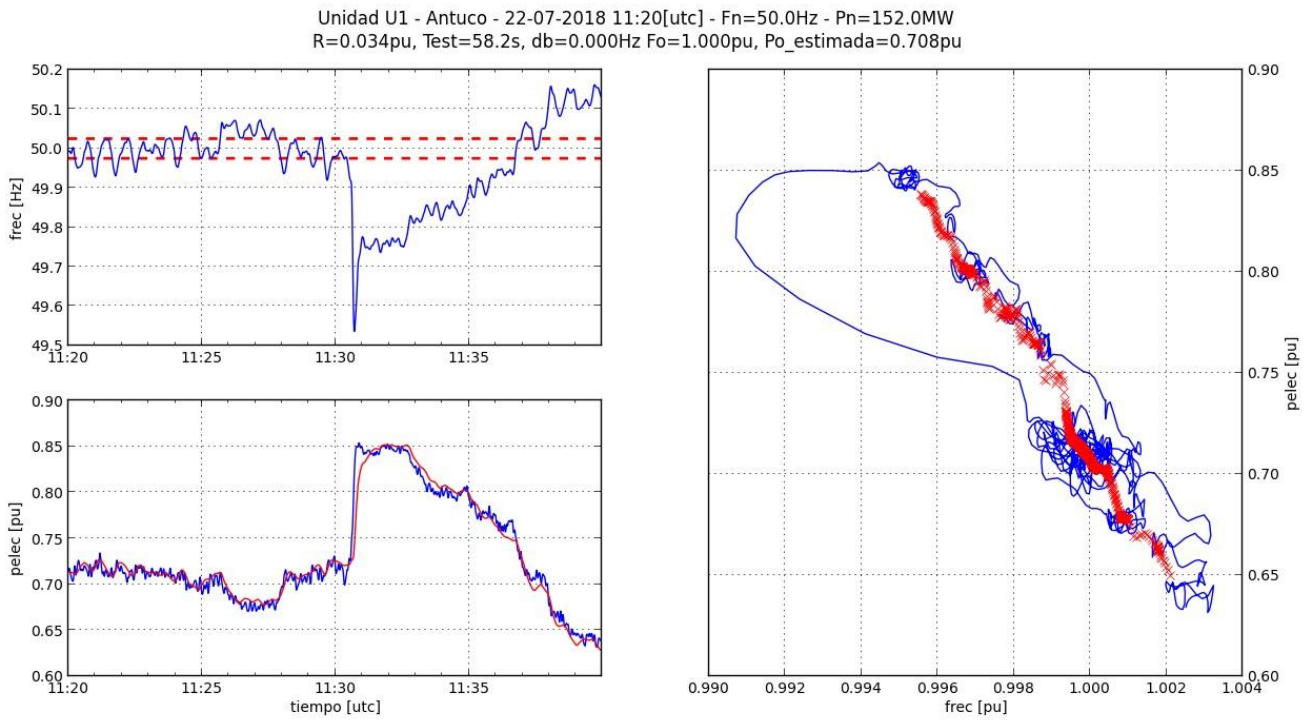 Unidad U1 - Antuco - 22-07-2018 11:20[utc] - Fn=50.0Hz - Pn=152.0MW
R=0.034pu, Test=58.2s, db=0.000Hz Fo=1.000pu, Po_estimada=0.708pu
50.2
50.1
50.0
49.9
49.8
49.7
49.6
49.5
frec [Hz]
11:20 11:25 11:30 11:35
0.90
0.85
0.80
0.75
0.70
0.65
0.60
pelec [pu]
11:20 11:25 11:30 11:35
tiempo [utc]
0.90
0.85
0.80
0.75
0.70
0.65
0.60
pelec [pu]
0.990 0.992 0.994 0.996 0.998 1.000 1.002 1.004
frec [pu]